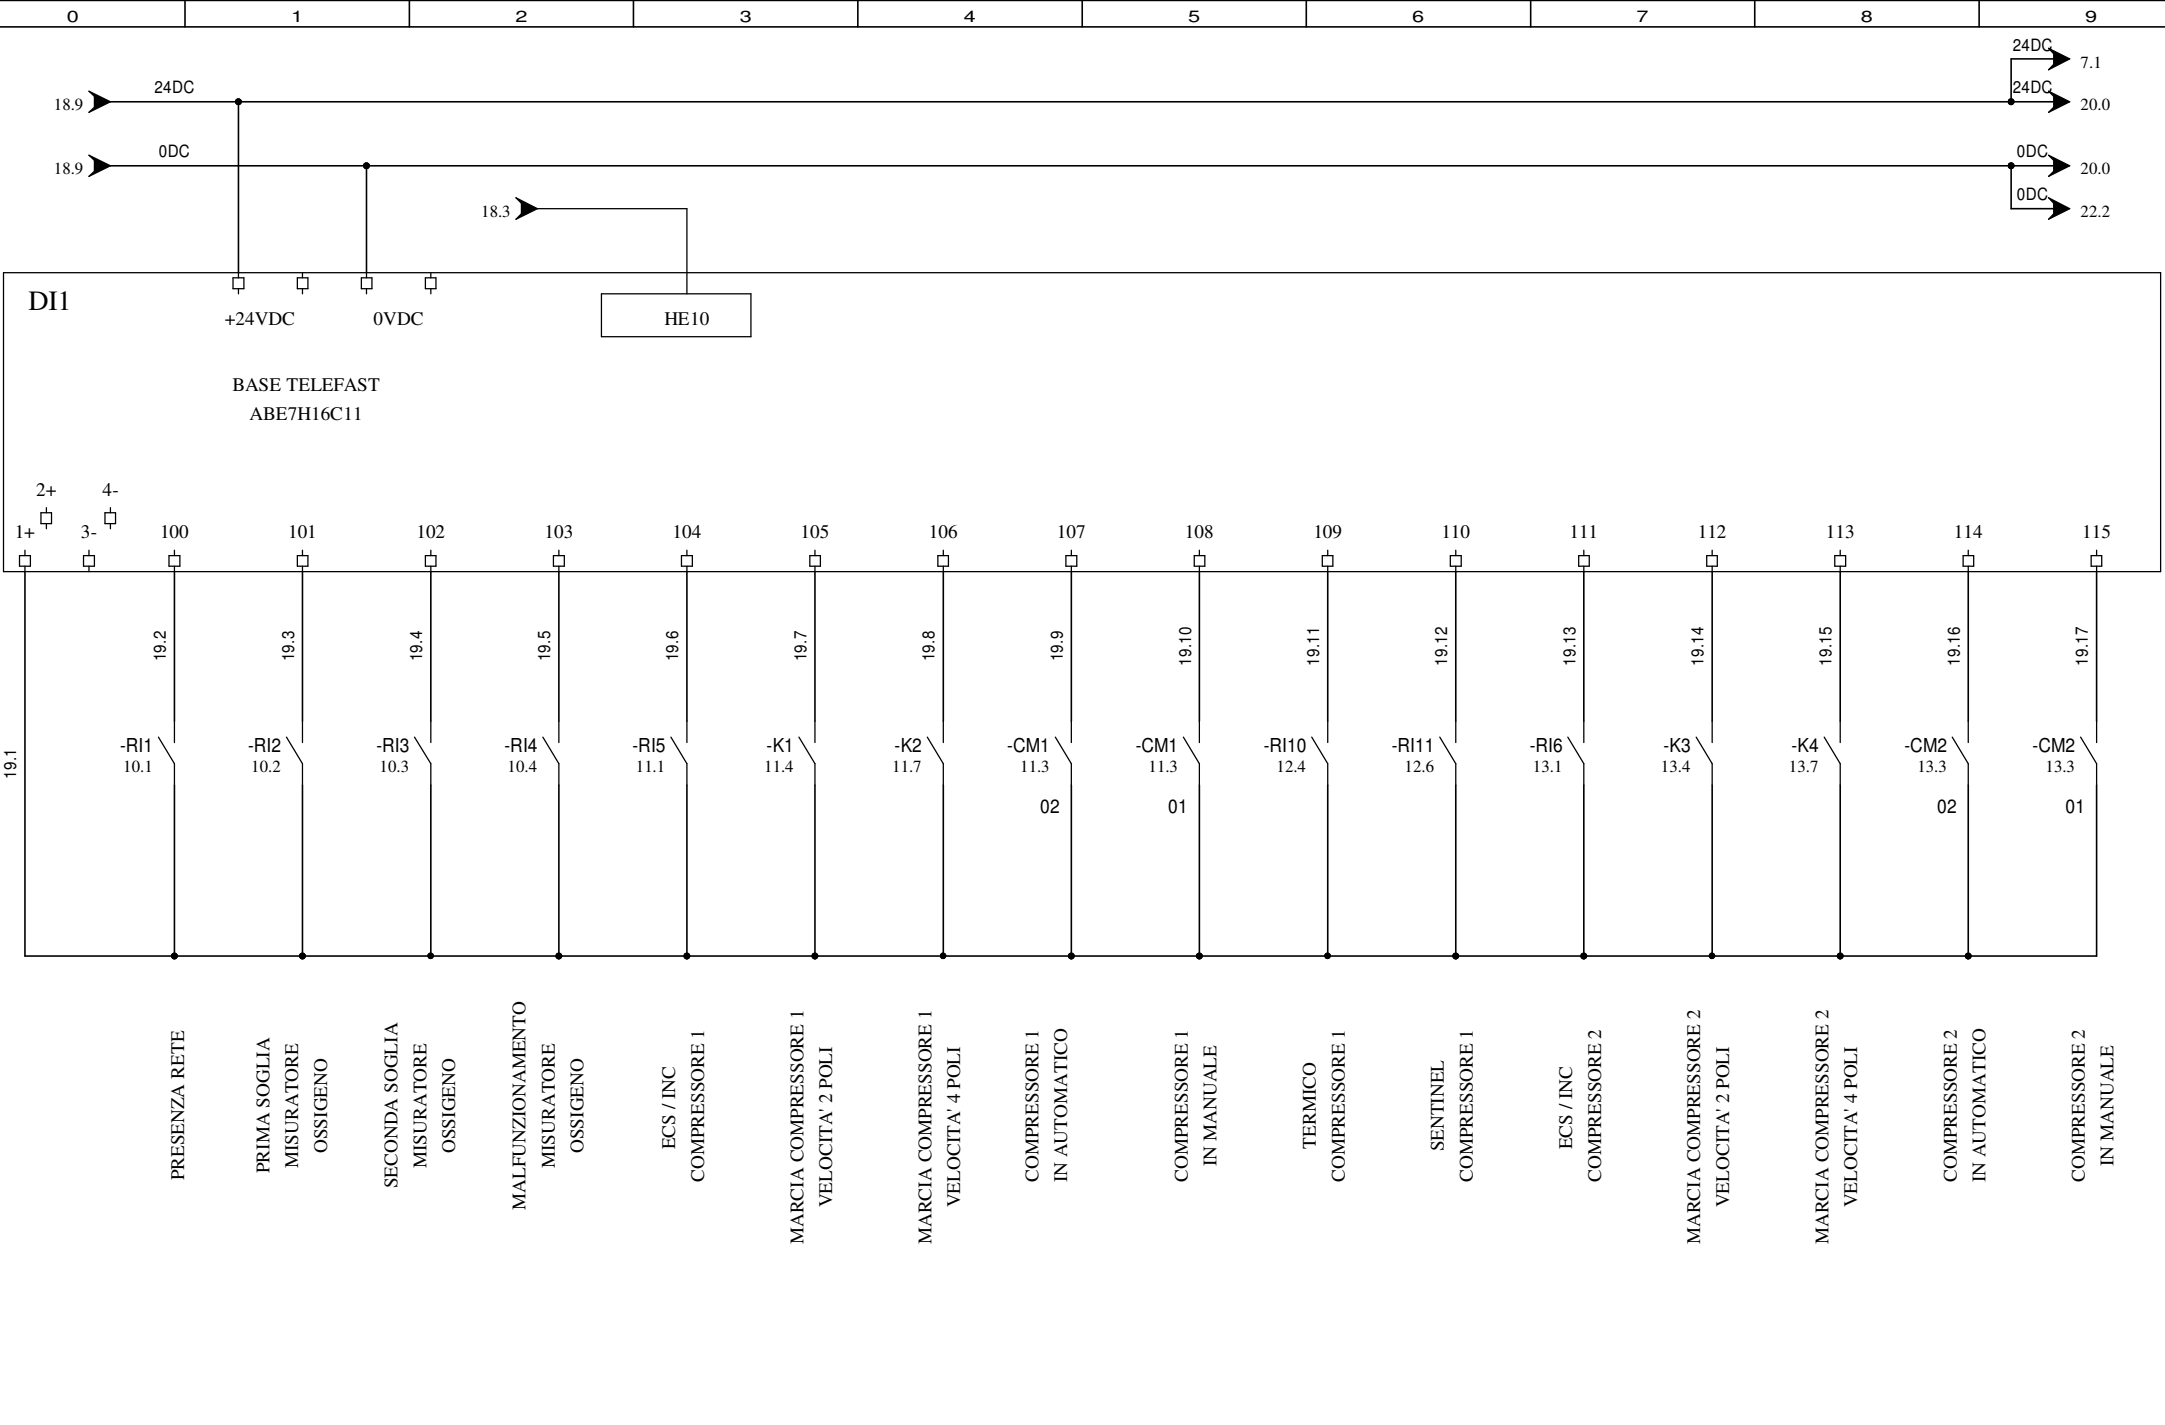 0 1 2 3 4 5 6 7 8 9
24DC
7.1
18.9 24DC 24DC 20.0
18.9 0DC 0DC 20.0
18.3 0DC 22.2
DI1
+24VDC 0VDC HE10
BASE TELEFAST
ABE7H16C11
2+ 4-
1+ 3- 100 101 102 103 104 105 106 107 108 109 110 111 112 113 114 115
19.2 19.3 19.4 19.5 19.6 19.7 19.8 19.9 19.10 19.11 19.12 19.13 19.14 19.15 19.16 19.17
19.1
-RI1 -RI2 -RI3 -RI4 -RI5 -K1 -K2 -CM1 -CM1 -RI10 -RI11 -RI6 -K3 -K4 -CM2 -CM2
10.1 10.2 10.3 10.4 11.1 11.4 11.7 11.3 11.3 12.4 12.6 13.1 13.4 13.7 13.3 13.3
02 01 02 01
PRESENZA RETE
PRIMA SOGLIA
MISURATORE
OSSIGENO
SECONDA SOGLIA
MISURATORE
OSSIGENO
MALFUNZIONAMENTO
MISURATORE
OSSIGENO
ECS / INC
COMPRESSORE 1
MARCIA COMPRESSORE 1
VELOCITA' 2 POLI
MARCIA COMPRESSORE 1
VELOCITA' 4 POLI
COMPRESSORE 1
IN AUTOMATICO
COMPRESSORE 1
IN MANUALE
TERMICO
COMPRESSORE 1
SENTINEL
COMPRESSORE 1
ECS / INC
COMPRESSORE 2
MARCIA COMPRESSORE 2
VELOCITA' 2 POLI
MARCIA COMPRESSORE 2
VELOCITA' 4 POLI
COMPRESSORE 2
IN AUTOMATICO
COMPRESSORE 2
IN MANUALE